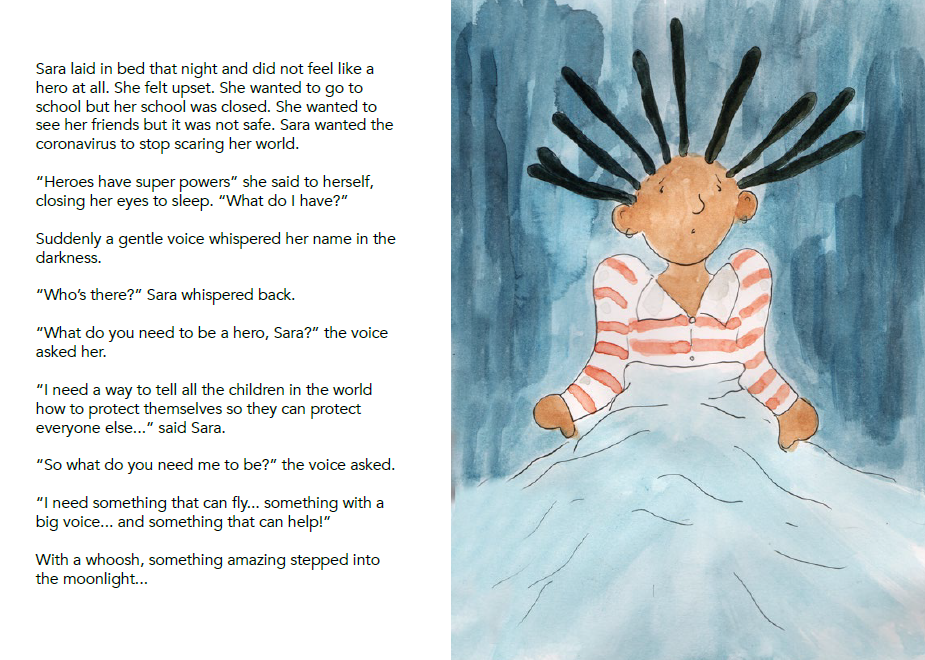 Sara laid in bed that night and did not feel like a
hero at all. She felt upset. She wanted to go to
school but her school was closed. She wanted to
see her friends but it was not safe. Sara wanted the
coronavirus to stop scaring her world.
“Heroes have super powers” she said to herself,
closing her eyes to sleep. “What do I have?”
Suddenly a gentle voice whispered her name in the
darkness.
“Who’s there?” Sara whispered back.
“What do you need to be a hero, Sara?” the voice
asked her.
“I need a way to tell all the children in the world
how to protect themselves so they can protect
everyone else...” said Sara.
“So what do you need me to be?” the voice asked.
“I need something that can fly... something with a
big voice... and something that can help!”
With a whoosh, something amazing stepped into
the moonlight...